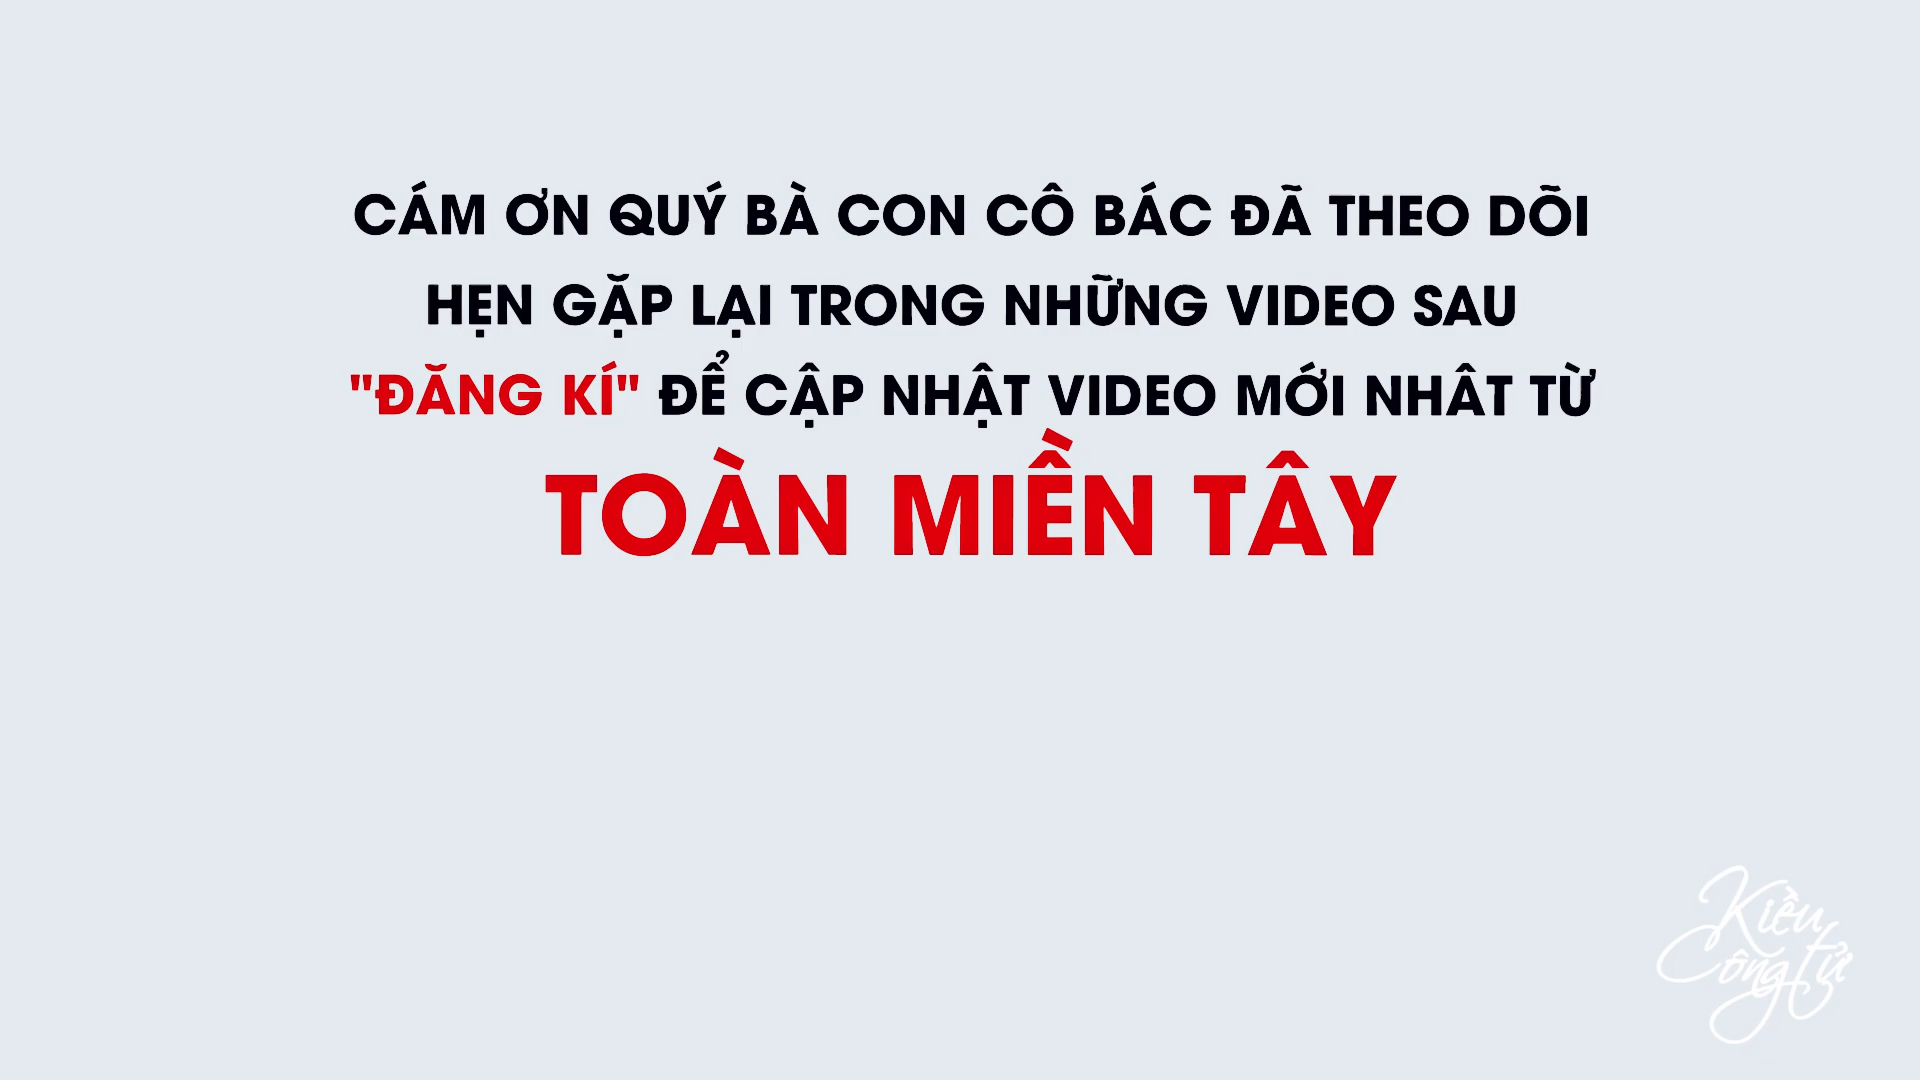 CÁM ƠN QUÝ BÀ CON CÔ BÁC ĐÃ THEO DÕI
HẸN GẶP LẠI TRONG NHỮNG VIDEO SAU
"ĐĂNG KÍ" ĐỂ CẬP NHẬT VIDEO MỚI NHÂT TỪ
TOÀN MIỀN TÂY
Kiều
Công Tử